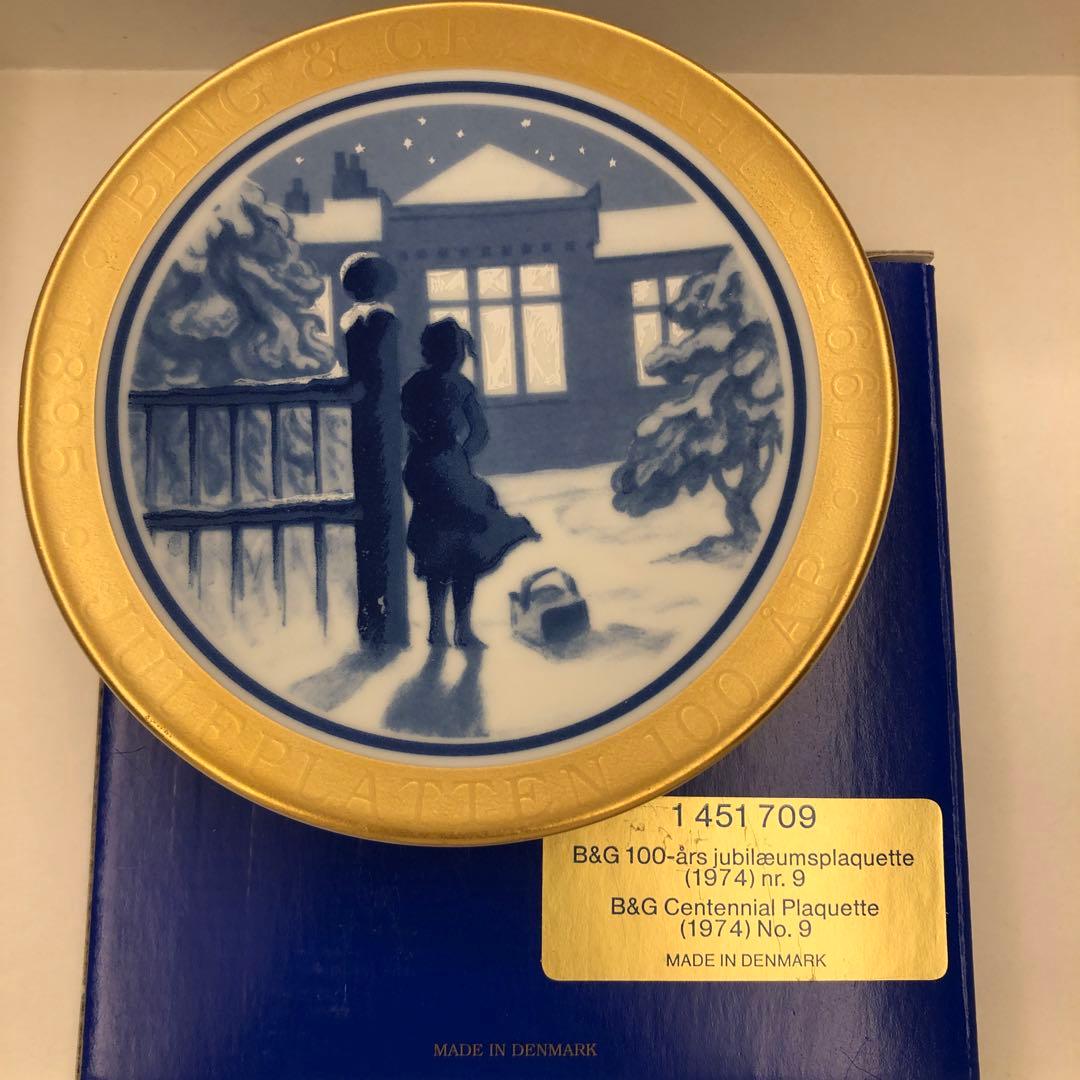 BING & GRØNDAHL
1895
JULEPLATTEN 100 ÅR
1995
1 451 709
B&G 100-års jubilæumsplaquette
(1974) nr. 9
B&G Centennial Plaquette
(1974) No. 9
MADE IN DENMARK
MADE IN DENMARK